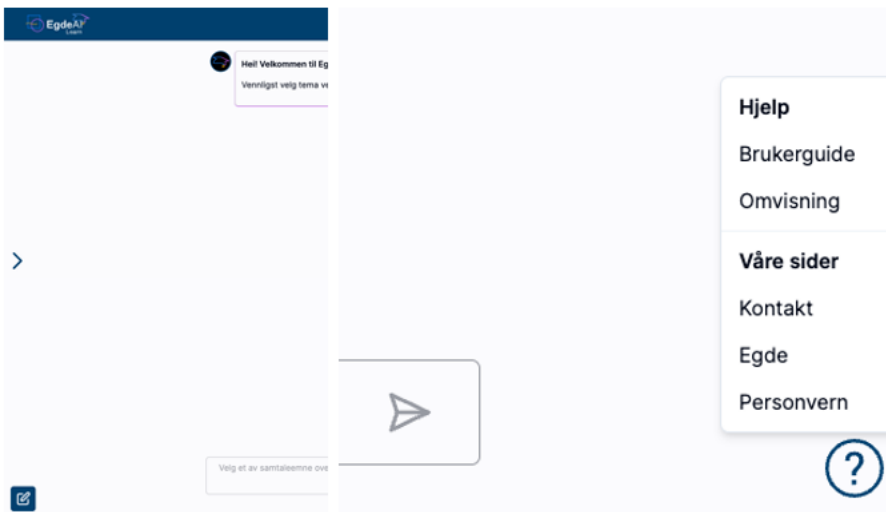 EgdeAI
Learn
Hei! Velkommen til Eg
Vennligst velg tema ve
Velg et av samtaleemne ove
Hjelp
Brukerguide
Omvisning
Våre sider
Kontakt
Egde
Personvern
?